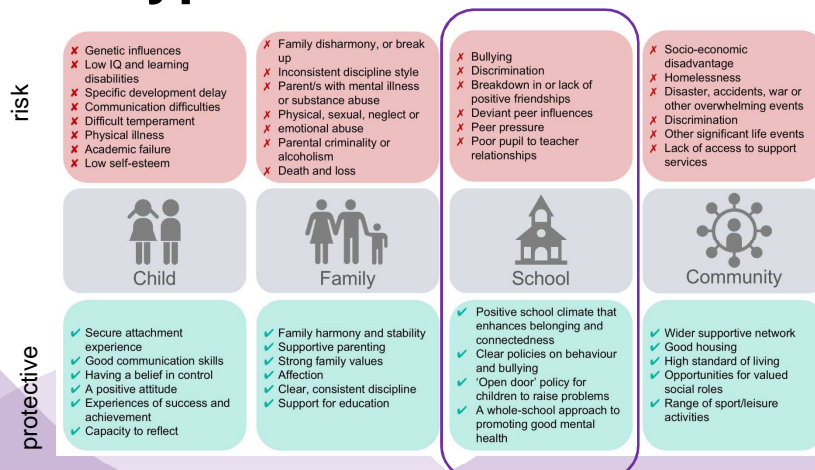 risk
✗ Genetic influences
✗ Low IQ and learning
disabilities
✗ Specific development delay
✗ Communication difficulties
✗ Difficult temperament
✗ Physical illness
✗ Academic failure
✗ Low self-esteem
✗ Family disharmony, or break
up
✗ Inconsistent discipline style
✗ Parent/s with mental illness
or substance abuse
✗ Physical, sexual, neglect or
✗ emotional abuse
✗ Parental criminality or
alcoholism
✗ Death and loss
✗ Bullying
✗ Discrimination
✗ Breakdown in or lack of
positive friendships
✗ Deviant peer influences
✗ Peer pressure
✗ Poor pupil to teacher
relationships
✗ Socio-economic
disadvantage
✗ Homelessness
✗ Disaster, accidents, war or
other overwhelming events
✗ Discrimination
✗ Other significant life events
✗ Lack of access to support
services
Child
Family
School
Community
protective
✔ Secure attachment
experience
✔ Good communication skills
✔ Having a belief in control
✔ A positive attitude
✔ Experiences of success and
achievement
✔ Capacity to reflect
✔ Family harmony and stability
✔ Supportive parenting
✔ Strong family values
✔ Affection
✔ Clear, consistent discipline
✔ Support for education
✔ Positive school climate that
enhances belonging and
connectedness
✔ Clear policies on behaviour
and bullying
✔ ‘Open door’ policy for
children to raise problems
✔ A whole-school approach to
promoting good mental
health
✔ Wider supportive network
✔ Good housing
✔ High standard of living
✔ Opportunities for valued
social roles
✔ Range of sport/leisure
activities